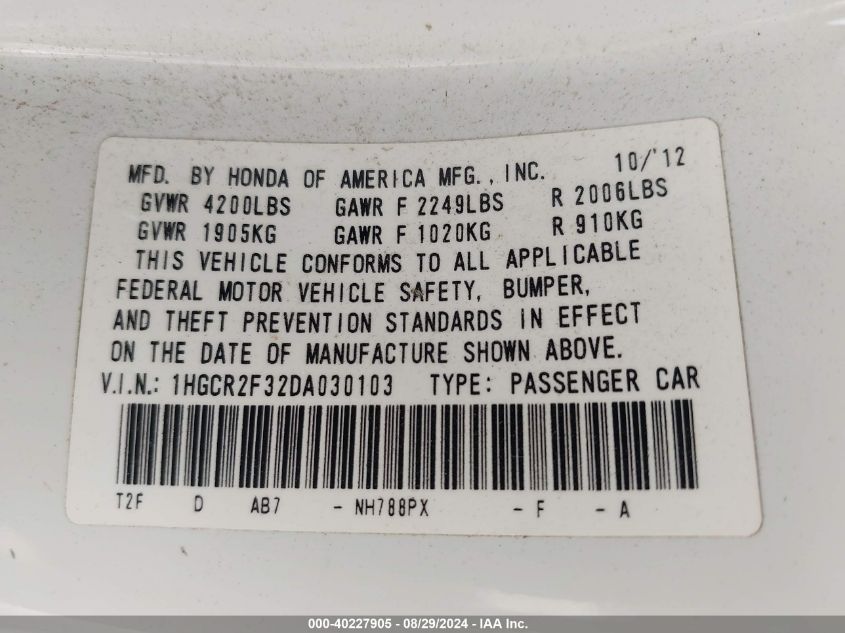 MFD. BY HONDA OF AMERICA MFG., INC. 10/'12
GVWR 4200LBS GAWR F 2249LBS R 2006LBS
GVWR 1905KG GAWR F 1020KG R 910KG
THIS VEHICLE CONFORMS TO ALL APPLICABLE
FEDERAL MOTOR VEHICLE SAFETY, BUMPER,
AND THEFT PREVENTION STANDARDS IN EFFECT
ON THE DATE OF MANUFACTURE SHOWN ABOVE.
V.I.N.: 1HGCR2F32DA030103 TYPE: PASSENGER CAR
T2F D AB7 - NH788PX - F - A
000-40227905 - 08/29/2024 - IAA Inc.